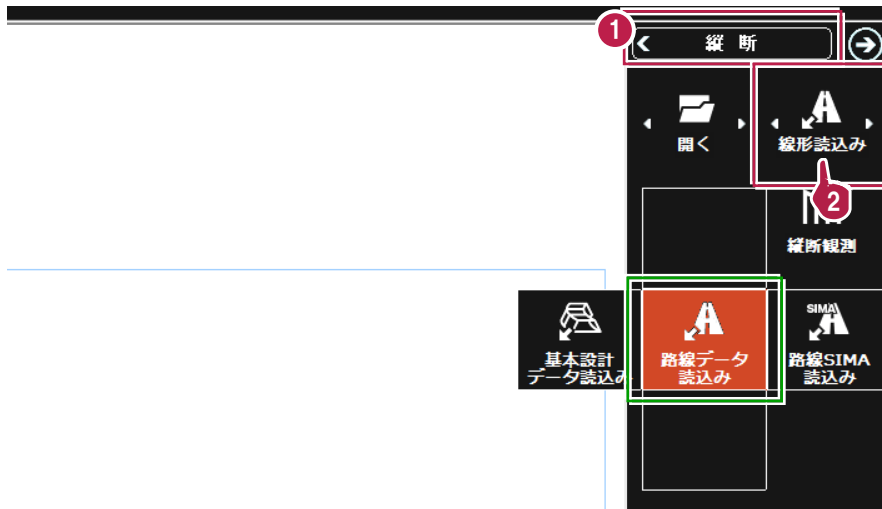 1
縦 断
開く
線形読込み
2
縦断観測
基本設計
データ読込み
路線データ
読込み
SIMA
路線SIMA
読込み